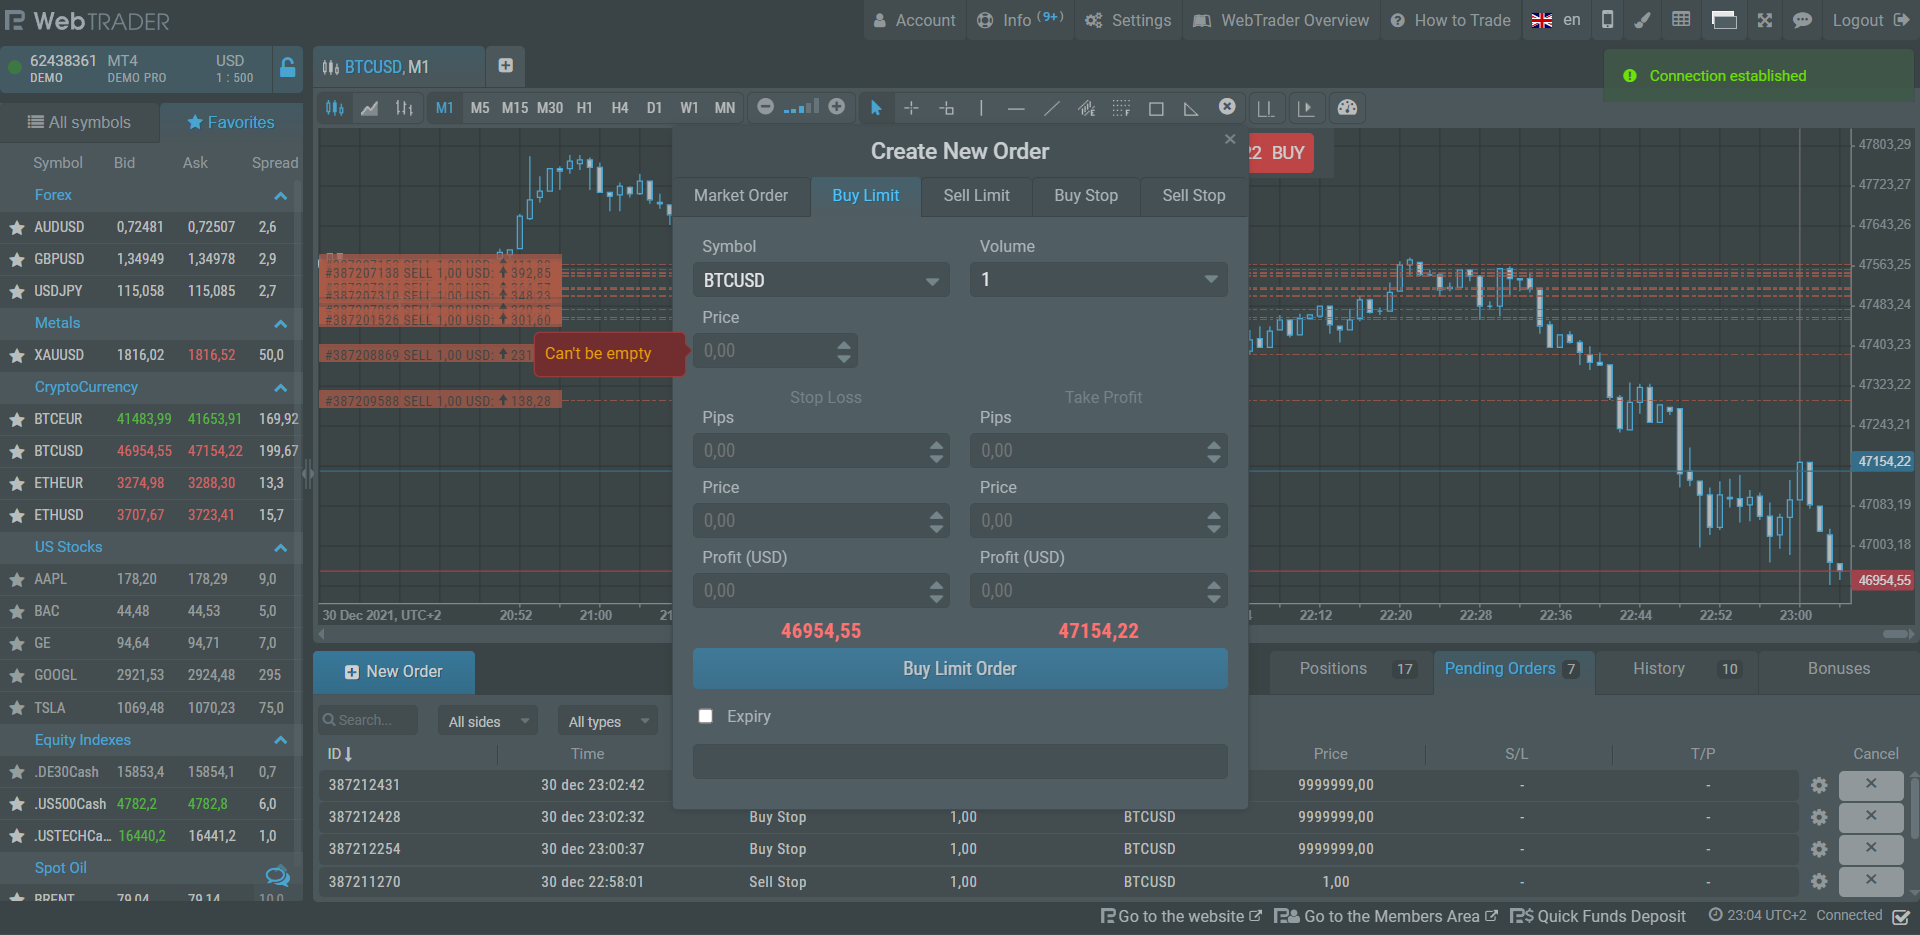 WebTRADER
Account
Info (9+)
Settings
WebTrader Overview
How to Trade
en
Logout
62438361 MT4 USD
DEMO DEMO PRO 1 : 500
BTCUSD, M1
Connection established
M1 M5 M15 M30 H1 H4 D1 W1 MN
All symbols
Favorites
Symbol Bid Ask Spread
Forex
AUDUSD 0,72481 0,72507 2,6
GBPUSD 1,34949 1,34978 2,9
USDJPY 115,058 115,085 2,7
Metals
XAUUSD 1816,02 1816,52 50,0
CryptoCurrency
BTCEUR 41483,99 41653,91 169,92
BTCUSD 46954,55 47154,22 199,67
ETHEUR 3274,98 3288,30 13,3
ETHUSD 3707,67 3723,41 15,7
US Stocks
AAPL 178,20 178,29 9,0
BAC 44,48 44,53 5,0
GE 94,64 94,71 7,0
GOOGL 2921,53 2924,48 295
TSLA 1069,48 1070,23 75,0
Equity Indexes
.DE30Cash 15853,4 15854,1 0,7
.US500Cash 4782,2 4782,8 6,0
.USTECHCa... 16440,2 16441,2 1,0
Spot Oil
BRENT 79,04 79,14 10,0
#387207138 SELL 1,00 USD: 392,85
#387207310 SELL 1,00 USD: 348,23
#387201526 SELL 1,00 USD: 301,60
#387208869 SELL 1,00 USD: 231
#387209588 SELL 1,00 USD: 138,28
22 BUY
47803,29
47723,27
47643,26
47563,25
47483,24
47403,23
47323,22
47243,21
47154,22
47083,19
47003,18
46954,55
30 Dec 2021, UTC+2 20:52 21:00 22:12 22:20 22:28 22:36 22:44 22:52 23:00
Create New Order
Market Order
Buy Limit
Sell Limit
Buy Stop
Sell Stop
Symbol Volume
BTCUSD 1
Price
Can't be empty
0,00
Stop Loss Take Profit
Pips Pips
0,00 0,00
Price Price
0,00 0,00
Profit (USD) Profit (USD)
0,00 0,00
46954,55 47154,22
Buy Limit Order
Expiry
New Order
Positions 17
Pending Orders 7
History 10
Bonuses
Search...
All sides
All types
ID Time Price S/L T/P Cancel
387212431 30 dec 23:02:42 9999999,00 - -
387212428 30 dec 23:02:32 Buy Stop 1,00 BTCUSD 9999999,00 - -
387212254 30 dec 23:00:37 Buy Stop 1,00 BTCUSD 9999999,00 - -
387211270 30 dec 22:58:01 Sell Stop 1,00 BTCUSD 1,00 - -
Go to the website
Go to the Members Area
Quick Funds Deposit
23:04 UTC+2
Connected